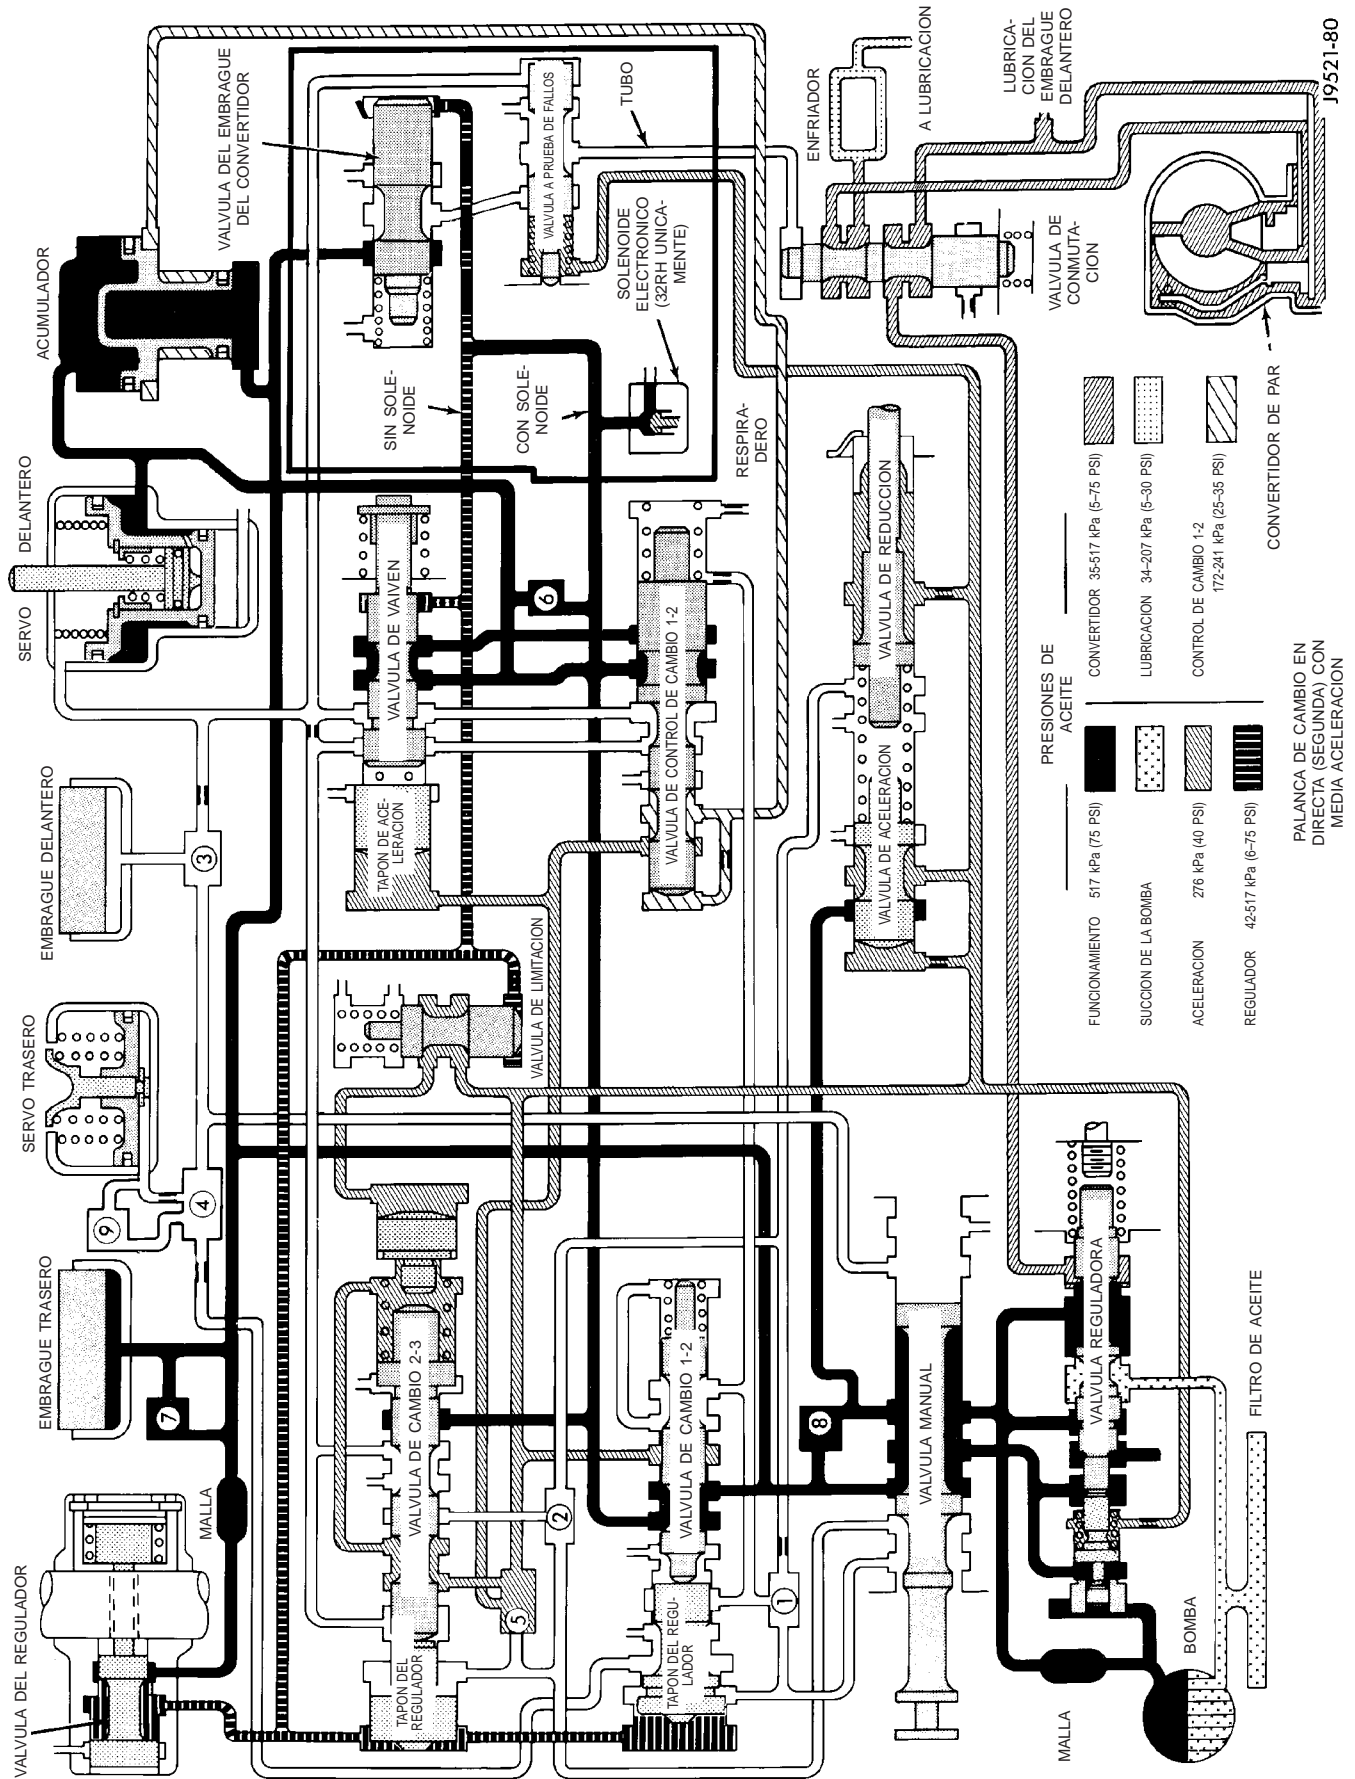 VALVULA DEL REGULADOR
EMBRAGUE TRASERO
SERVO TRASERO
EMBRAGUE DELANTERO
SERVO DELANTERO
ACUMULADOR
VALVULA DEL EMBRAGUE
DEL CONVERTIDOR
MALLA
7
9
4
3
SIN SOLE-
NOIDE
CON SOLE-
NOIDE
VALVULA A PRUEBA DE FALLOS
TUBO
SOLENOIDE
ELECTRONICO
(32RH UNICA-
MENTE)
RESPIRA-
DERO
TAPON DEL
REGULADOR
VALVULA DE CAMBIO 2-3
VALVULA DE LIMITACION
TAPON DE ACE-
LERACION
VALVULA DE VAIVEN
6
5
2
TAPON DEL REGU-
LADOR
VALVULA DE CAMBIO 1-2
VALVULA DE CONTROL DE CAMBIO 1-2
1
8
ENFRIADOR
A LUBRICACION
LUBRICA-
CION DEL
EMBRAGUE
DELANTERO
VALVULA DE
CONMUTA-
CION
VALVULA MANUAL
VALVULA DE ACELERACION
VALVULA DE REDUCCION
VALVULA REGULADORA
MALLA
BOMBA
FILTRO DE ACEITE
PRESIONES DE
ACEITE
FUNCIONAMIENTO 517 kPa (75 PSI)
SUCCION DE LA BOMBA
ACELERACION 276 kPa (40 PSI)
REGULADOR 42-517 kPa (6–75 PSI)
CONVERTIDOR 35-517 kPa (5–75 PSI)
LUBRICACION 34–207 kPa (5-30 PSI)
CONTROL DE CAMBIO 1-2
172-241 kPa (25–35 PSI)
CONVERTIDOR DE PAR
PALANCA DE CAMBIO EN
DIRECTA (SEGUNDA) CON
MEDIA ACELERACION
J9521-80